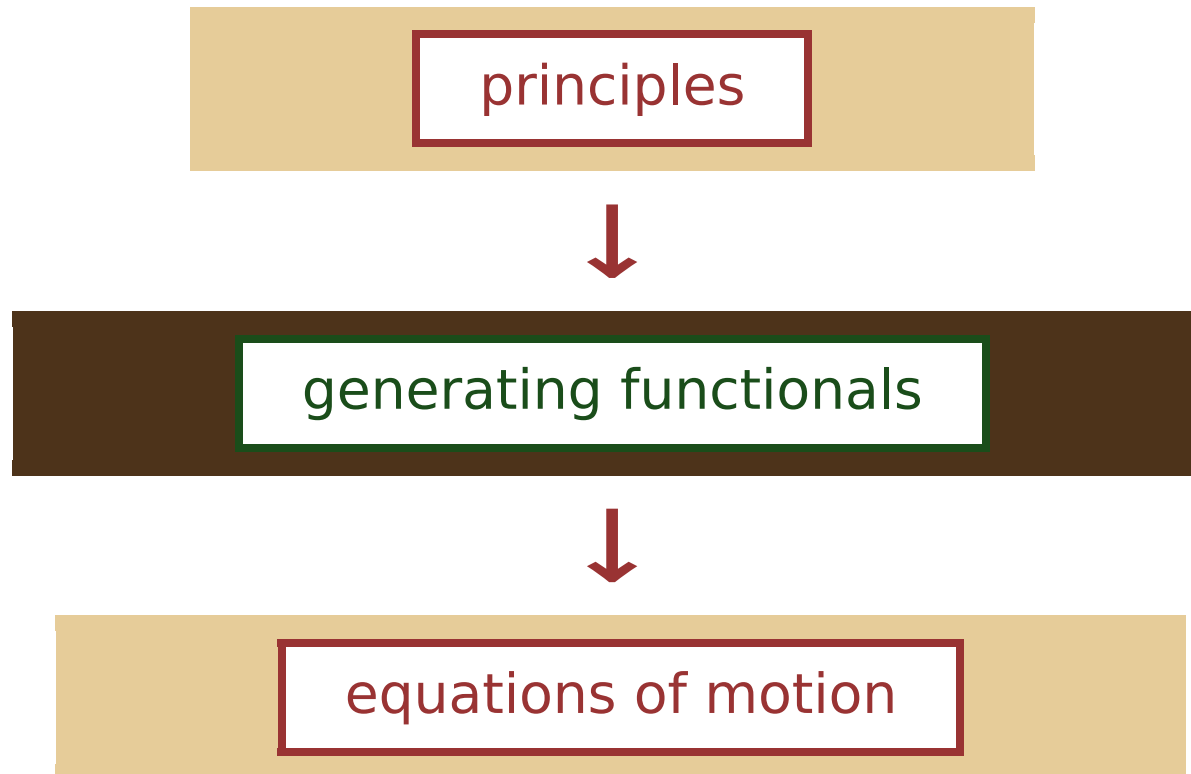 principles
↓
generating functionals
↓
equations of motion